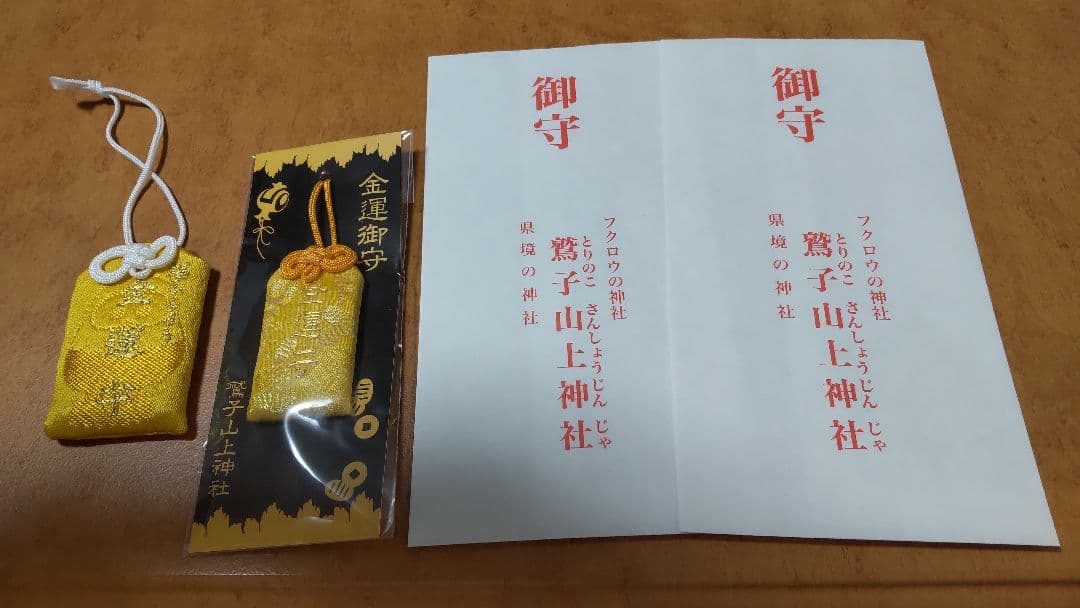 金運守
金運御守
鷲子山上神社
御守
フクロウの神社
とりのこ さんしょうじんじゃ
鷲子山上神社
県境の神社
御守
フクロウの神社
とりのこ さんしょうじんじゃ
鷲子山上神社
県境の神社